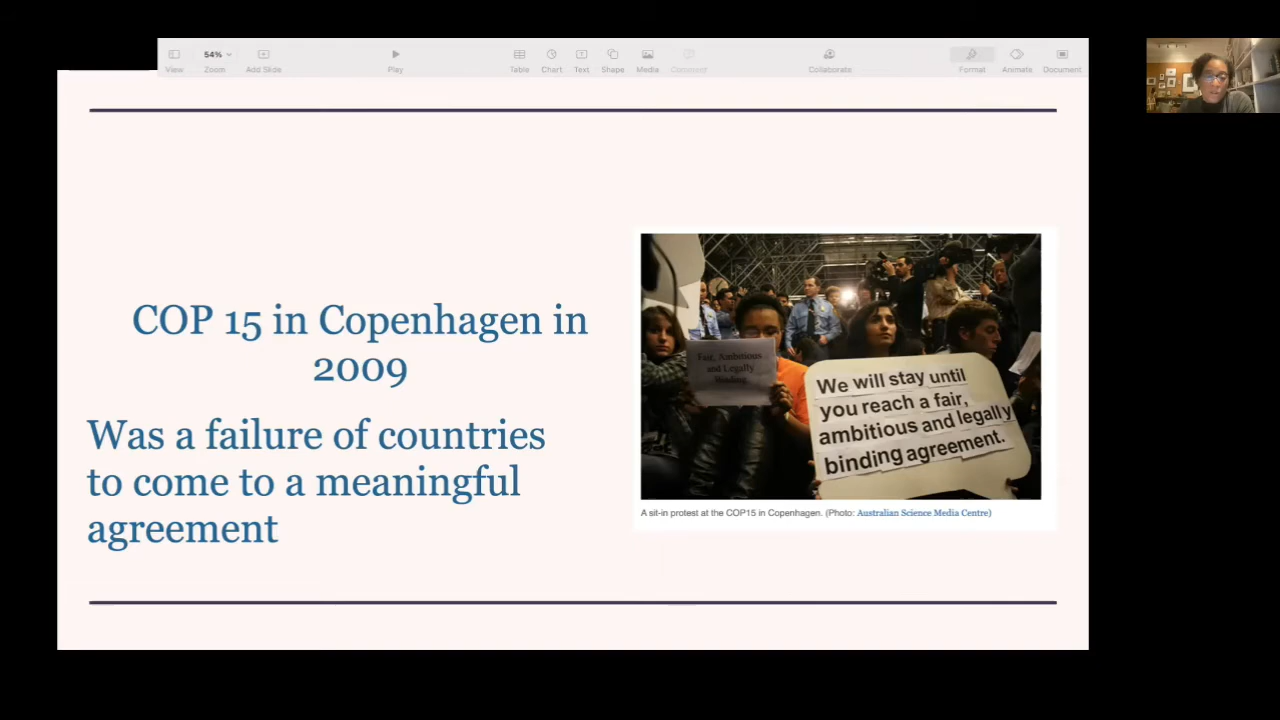 54%
View Zoom Add Slide Play Table Chart Text Shape Media Comment Collaborate Format Animate Document
COP 15 in Copenhagen in
2009
Was a failure of countries
to come to a meaningful
agreement
Fair, Ambitious
and Legally
Binding
We will stay until
you reach a fair,
ambitious and legally
binding agreement.
A sit-in protest at the COP15 in Copenhagen. (Photo: Australian Science Media Centre)